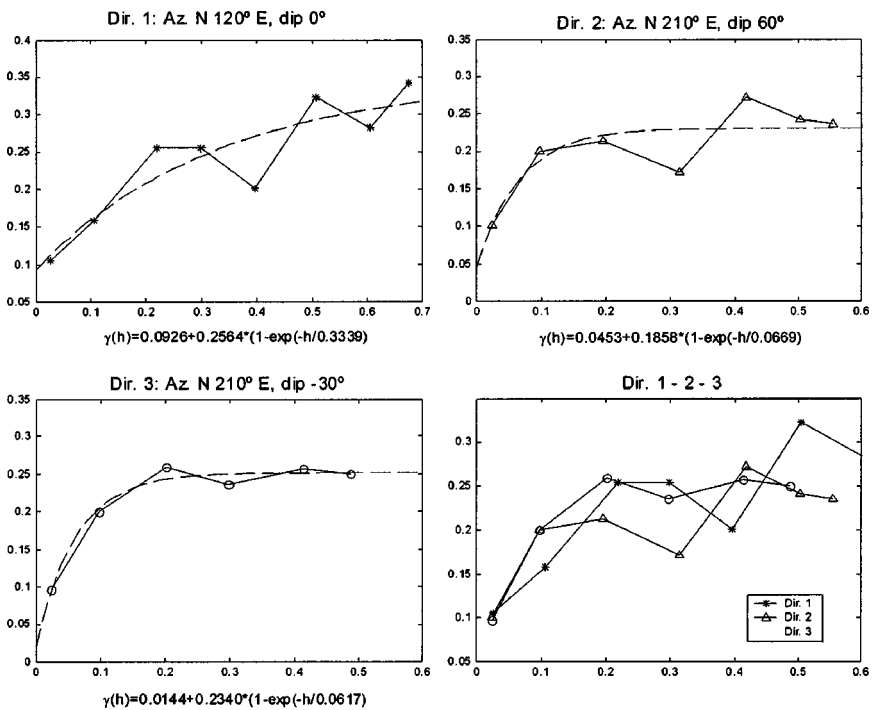 Dir. 1: Az. N 120º E, dip 0º
0.4
0.35
0.3
0.25
0.2
0.15
0.1
0.05
0 0.1 0.2 0.3 0.4 0.5 0.6 0.7
γ(h)=0.0926+0.2564*(1-exp(-h/0.3339)
Dir. 2: Az. N 210º E, dip 60º
0.35
0.3
0.25
0.2
0.15
0.1
0.05
0
0 0.1 0.2 0.3 0.4 0.5 0.6
γ(h)=0.0453+0.1858*(1-exp(-h/0.0669)
Dir. 3: Az. N 210º E, dip -30º
0.35
0.3
0.25
0.2
0.15
0.1
0.05
0
0 0.1 0.2 0.3 0.4 0.5 0.6
γ(h)=0.0144+0.2340*(1-exp(-h/0.0617)
Dir. 1 - 2 - 3
0.3
0.25
0.2
0.15
0.1
0.05
0 0.1 0.2 0.3 0.4 0.5 0.6
Dir. 1
Dir. 2
Dir. 3